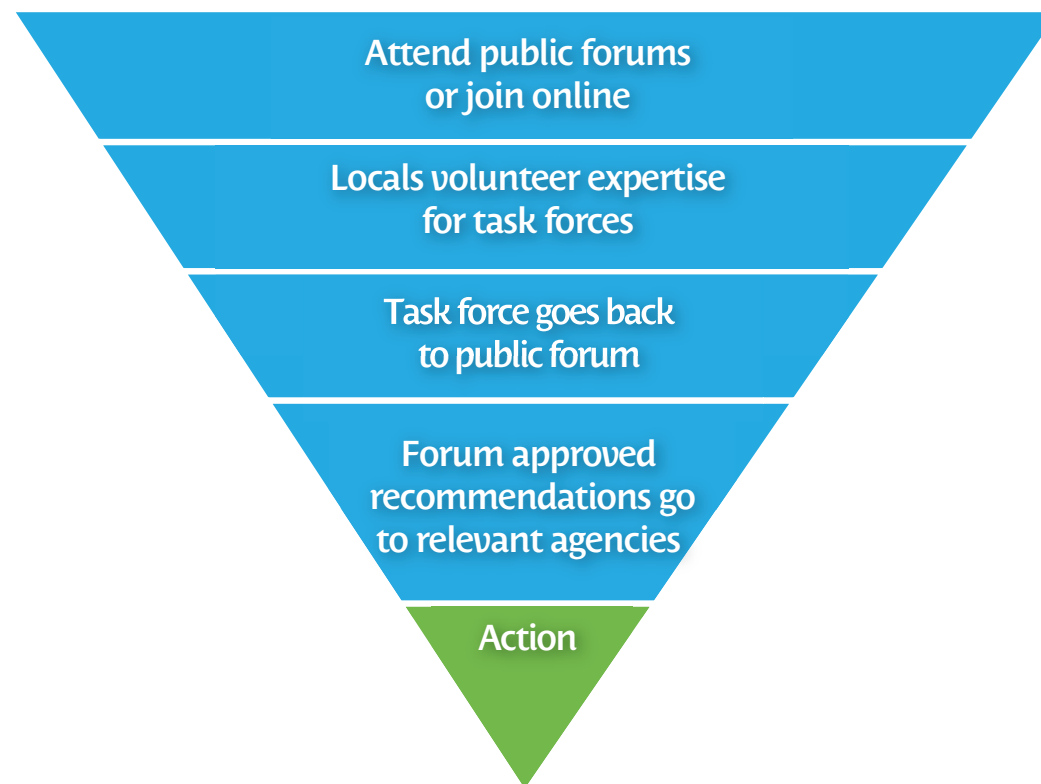 Attend public forums
or join online
Locals volunteer expertise
for task forces
Task force goes back
to public forum
Forum approved
recommendations go
to relevant agencies
Action